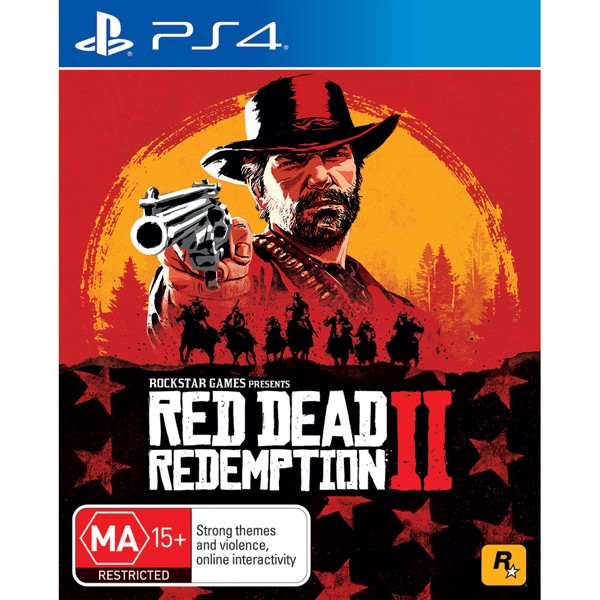 PS4
ROCKSTAR GAMES PRESENTS
RED DEAD
REDEMPTION II
MA 15+
RESTRICTED
Strong themes
and violence,
online interactivity
R